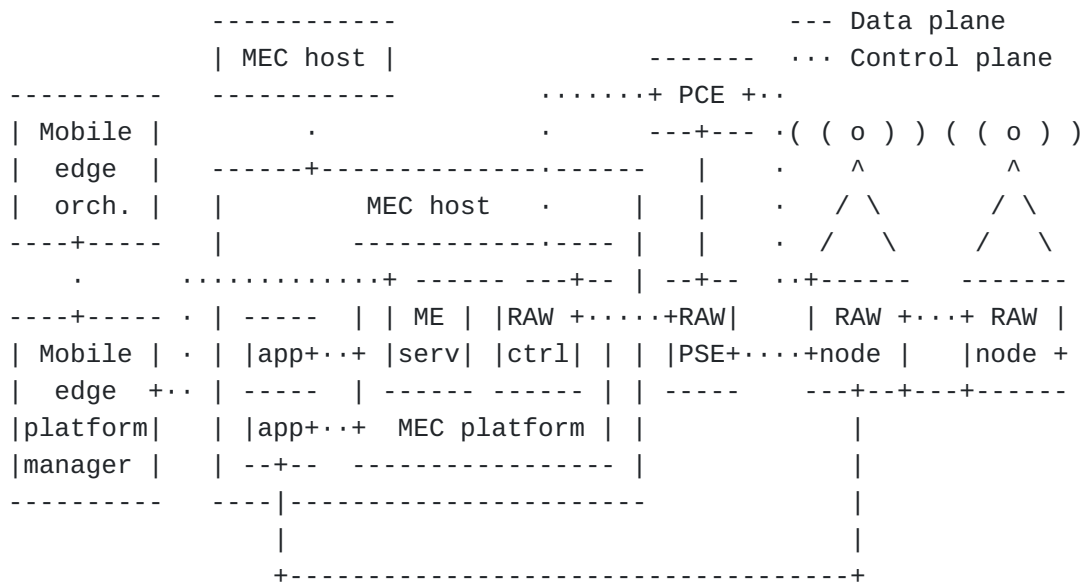 ------------                          --- Data plane
| MEC host |                 -------  ··· Control plane
----------   ------------         ·······+ PCE +··
| Mobile |          ·               ·      ---+--- ·( ( o ) ) ( ( o ) )
|  edge  |   ------+--------------·------   |    ·    ^         ^
|  orch. |   |         MEC host   ·     |   |    ·   / \       / \
----+-----   |        ------------·---- |   |    ·  /   \     /   \
·      ·············+ ------ ---+-- | --+--  ··+------   -------
----+----- · | -----  | | ME | |RAW +·····+RAW|    | RAW +···+ RAW |
| Mobile | · | |app+··+ |serv| |ctrl| | | |PSE+····+node |   |node +
|  edge  +·· | -----  | ------ ------ | | -----    ---+--+---+------
|platform|   | |app+··+  MEC platform | |             |
|manager |   | --+--  ----------------- |             |
----------   ----|-----------------------             |
|                                    |
+------------------------------------+